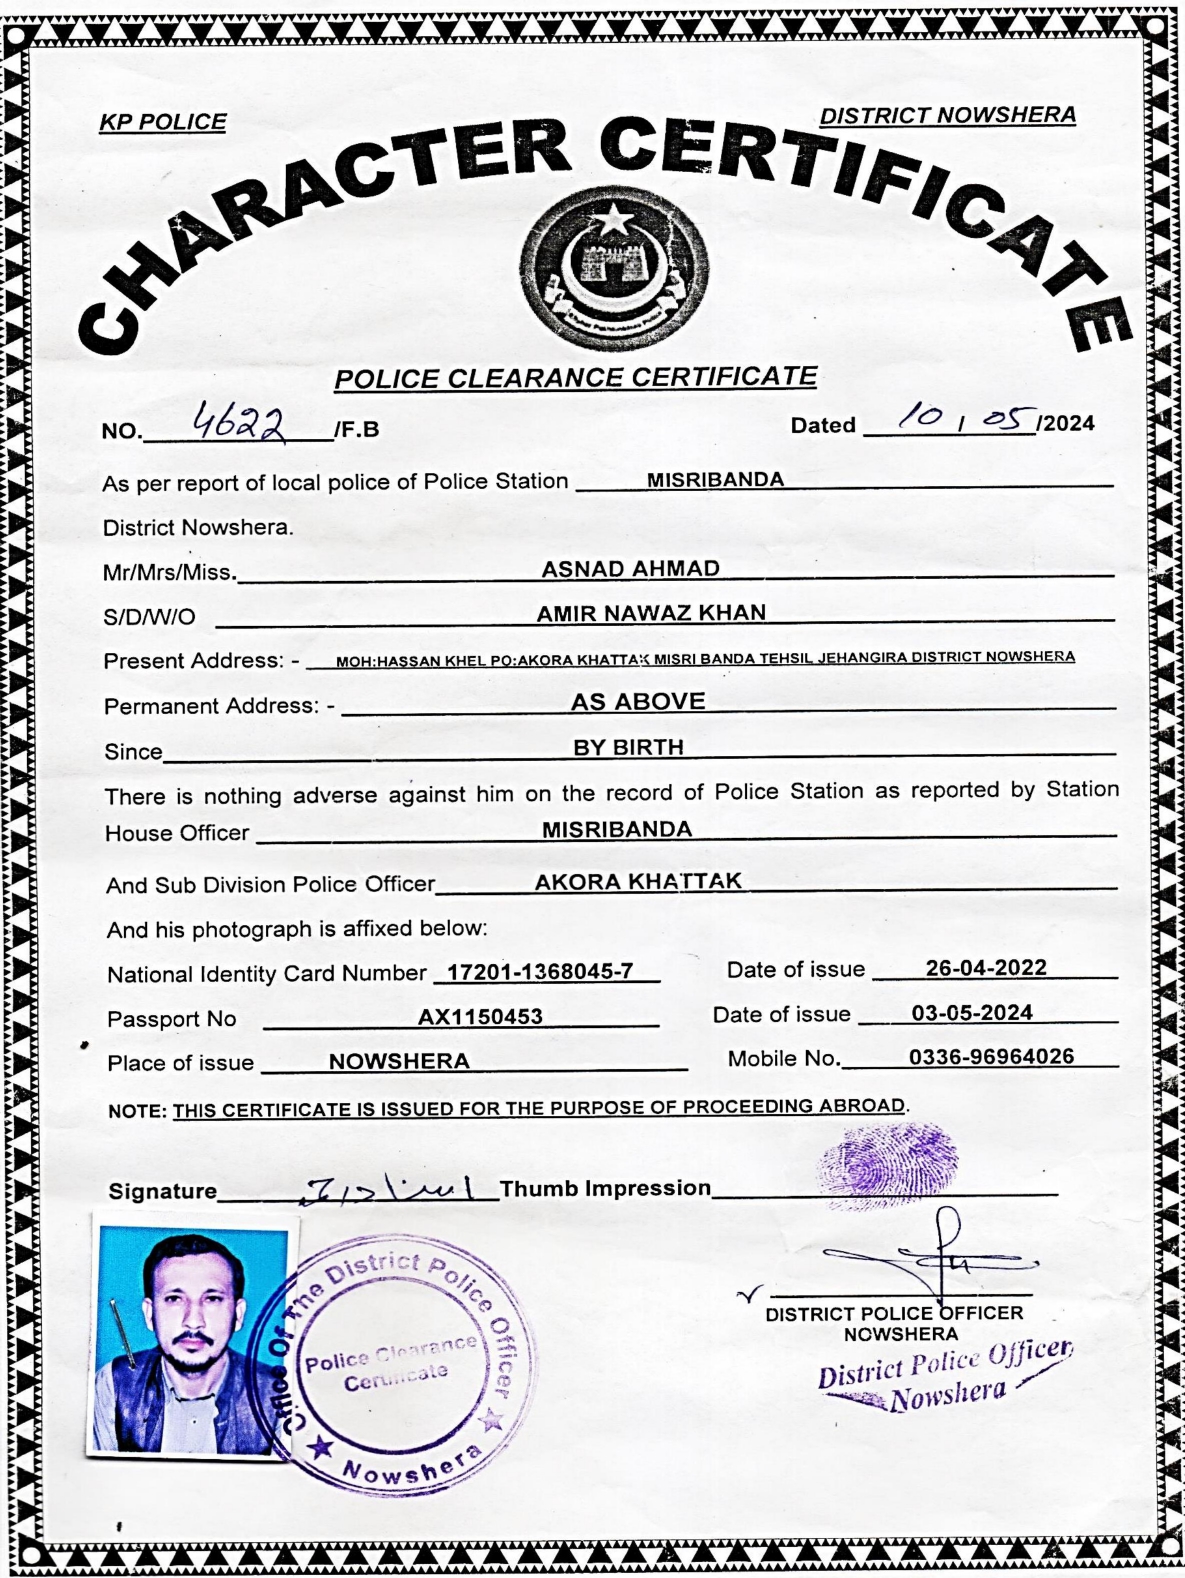 KP POLICE
DISTRICT NOWSHERA
CHARACTER CERTIFICATE
POLICE CLEARANCE CERTIFICATE
NO. 4622 /F.B Dated 10 / 05 /2024
As per report of local police of Police Station MISRIBANDA
District Nowshera.
Mr/Mrs/Miss. ASNAD AHMAD
S/D/W/O AMIR NAWAZ KHAN
Present Address: - MOH:HASSAN KHEL PO:AKORA KHATTAK MISRI BANDA TEHSIL JEHANGIRA DISTRICT NOWSHERA
Permanent Address: - AS ABOVE
Since BY BIRTH
There is nothing adverse against him on the record of Police Station as reported by Station
House Officer MISRIBANDA
And Sub Division Police Officer AKORA KHATTAK
And his photograph is affixed below:
National Identity Card Number 17201-1368045-7 Date of issue 26-04-2022
Passport No AX1150453 Date of issue 03-05-2024
Place of issue NOWSHERA Mobile No. 0336-96964026
NOTE: THIS CERTIFICATE IS ISSUED FOR THE PURPOSE OF PROCEEDING ABROAD.
Signature Thumb Impression
Office Of The District Police Officer
Police Clearance
Certificate
Nowshera
DISTRICT POLICE OFFICER
NOWSHERA
District Police Officer,
Nowshera